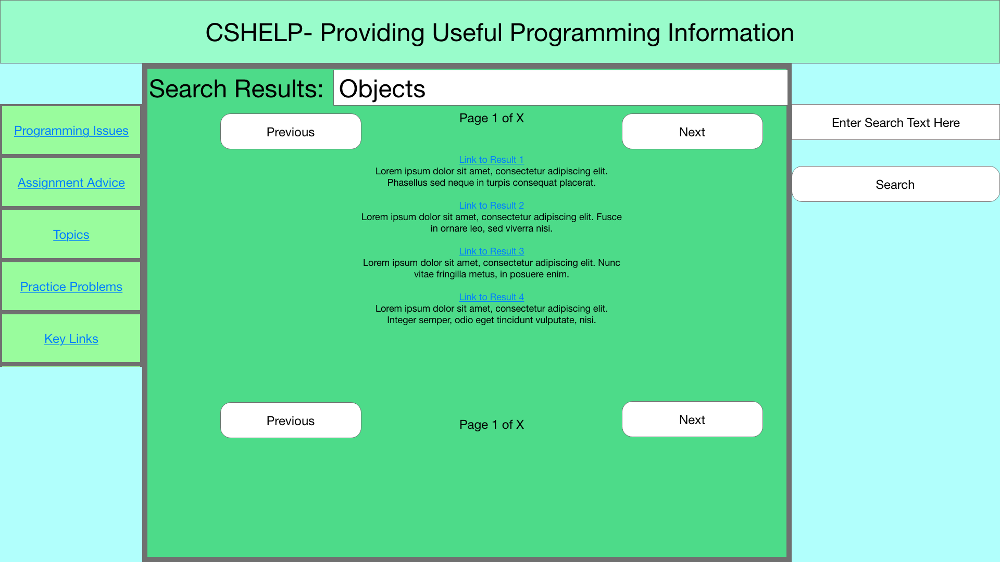 CSHELP- Providing Useful Programming Information
Search Results: Objects
Programming Issues
Assignment Advice
Topics
Practice Problems
Key Links
Previous
Page 1 of X
Next
Link to Result 1
Lorem ipsum dolor sit amet, consectetur adipiscing elit.
Phasellus sed neque in turpis consequat placerat.
Link to Result 2
Lorem ipsum dolor sit amet, consectetur adipiscing elit. Fusce
in ornare leo, sed viverra nisi.
Link to Result 3
Lorem ipsum dolor sit amet, consectetur adipiscing elit. Nunc
vitae fringilla metus, in posuere enim.
Link to Result 4
Lorem ipsum dolor sit amet, consectetur adipiscing elit.
Integer semper, odio eget tincidunt vulputate, nisi.
Previous
Page 1 of X
Next
Enter Search Text Here
Search